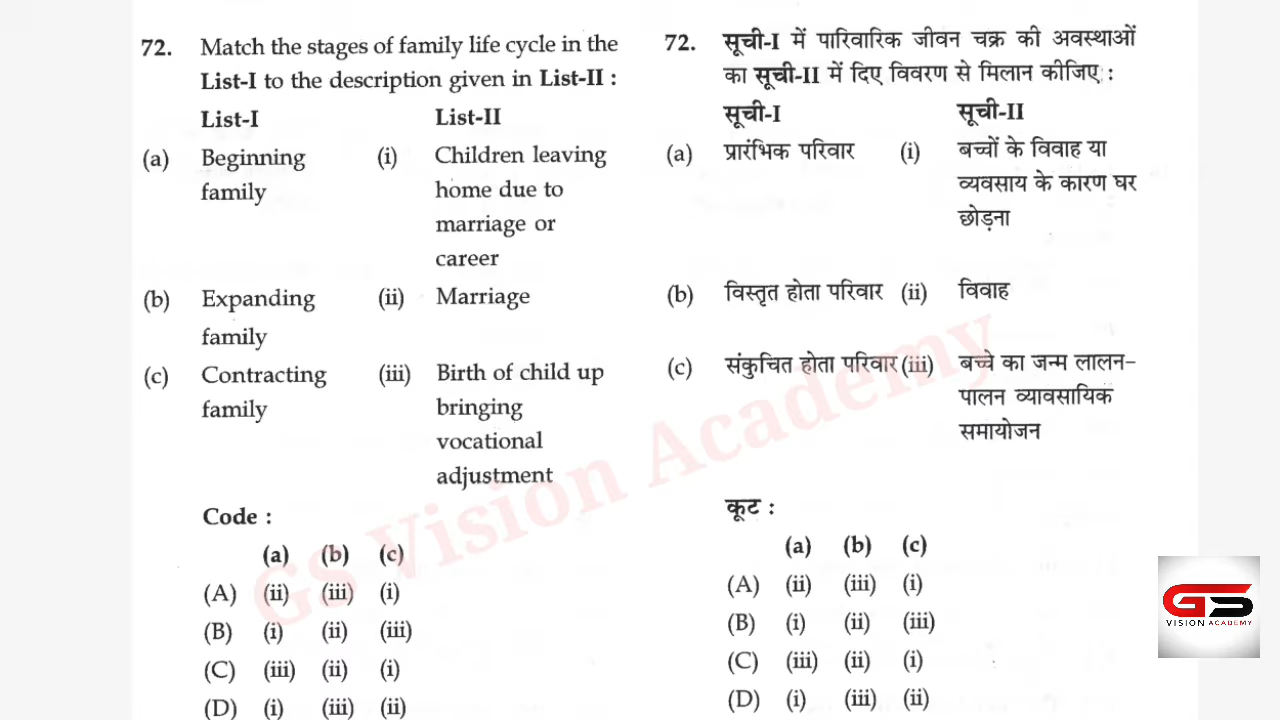 72. Match the stages of family life cycle in the
List-I to the description given in List-II :
List-I List-II
(a) Beginning (i) Children leaving
family home due to
marriage or
career
(b) Expanding (ii) Marriage
family
(c) Contracting (iii) Birth of child up
family bringing
vocational
adjustment
Code :
(a) (b) (c)
(A) (ii) (iii) (i)
(B) (i) (ii) (iii)
(C) (iii) (ii) (i)
(D) (i) (iii) (ii)
72. सूची-I में पारिवारिक जीवन चक्र की अवस्थाओं
का सूची-II में दिए विवरण से मिलान कीजिए :
सूची-I सूची-II
(a) प्रारंभिक परिवार (i) बच्चों के विवाह या
व्यवसाय के कारण घर
छोड़ना
(b) विस्तृत होता परिवार (ii) विवाह
(c) संकुचित होता परिवार (iii) बच्चे का जन्म लालन-
पालन व्यावसायिक
समायोजन
कूट :
(a) (b) (c)
(A) (ii) (iii) (i)
(B) (i) (ii) (iii)
(C) (iii) (ii) (i)
(D) (i) (iii) (ii)
GS Vision Academy
GS
VISION ACADEMY